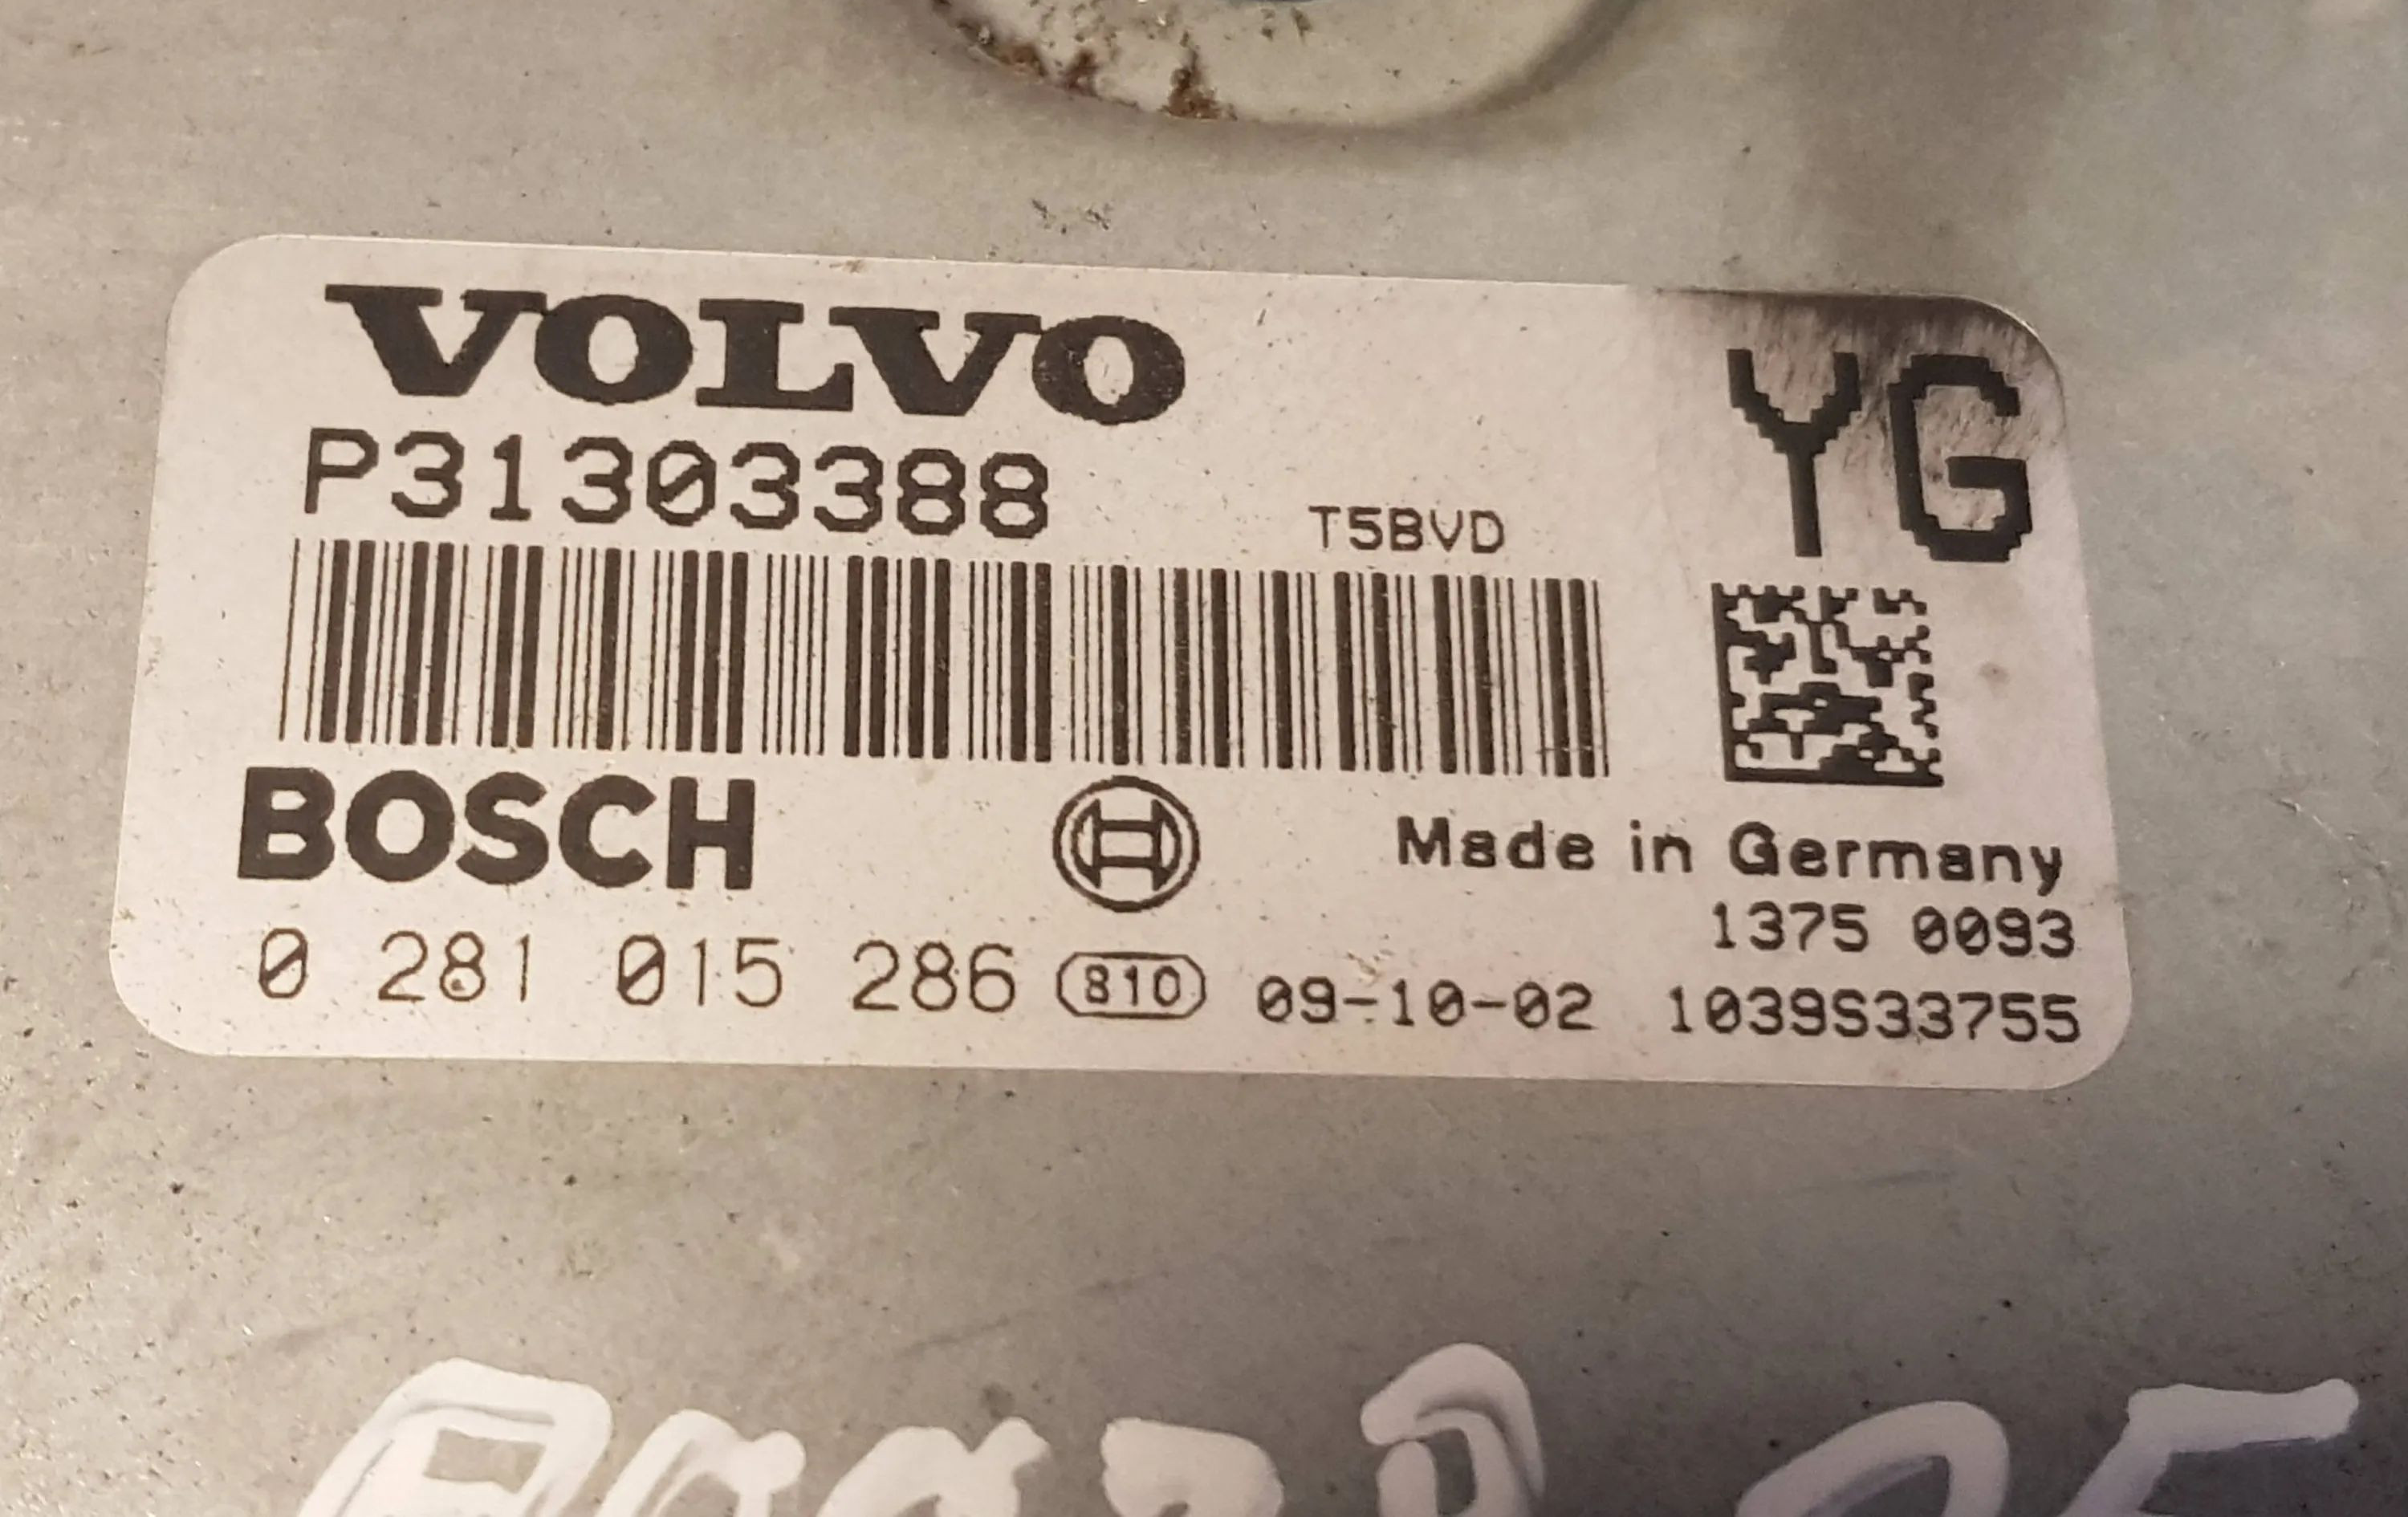 VOLVO
YG
P31303388
T5BVD
BOSCH
Made in Germany
1375 0093
0 281 015 286 810 09-10-02 1039S33755